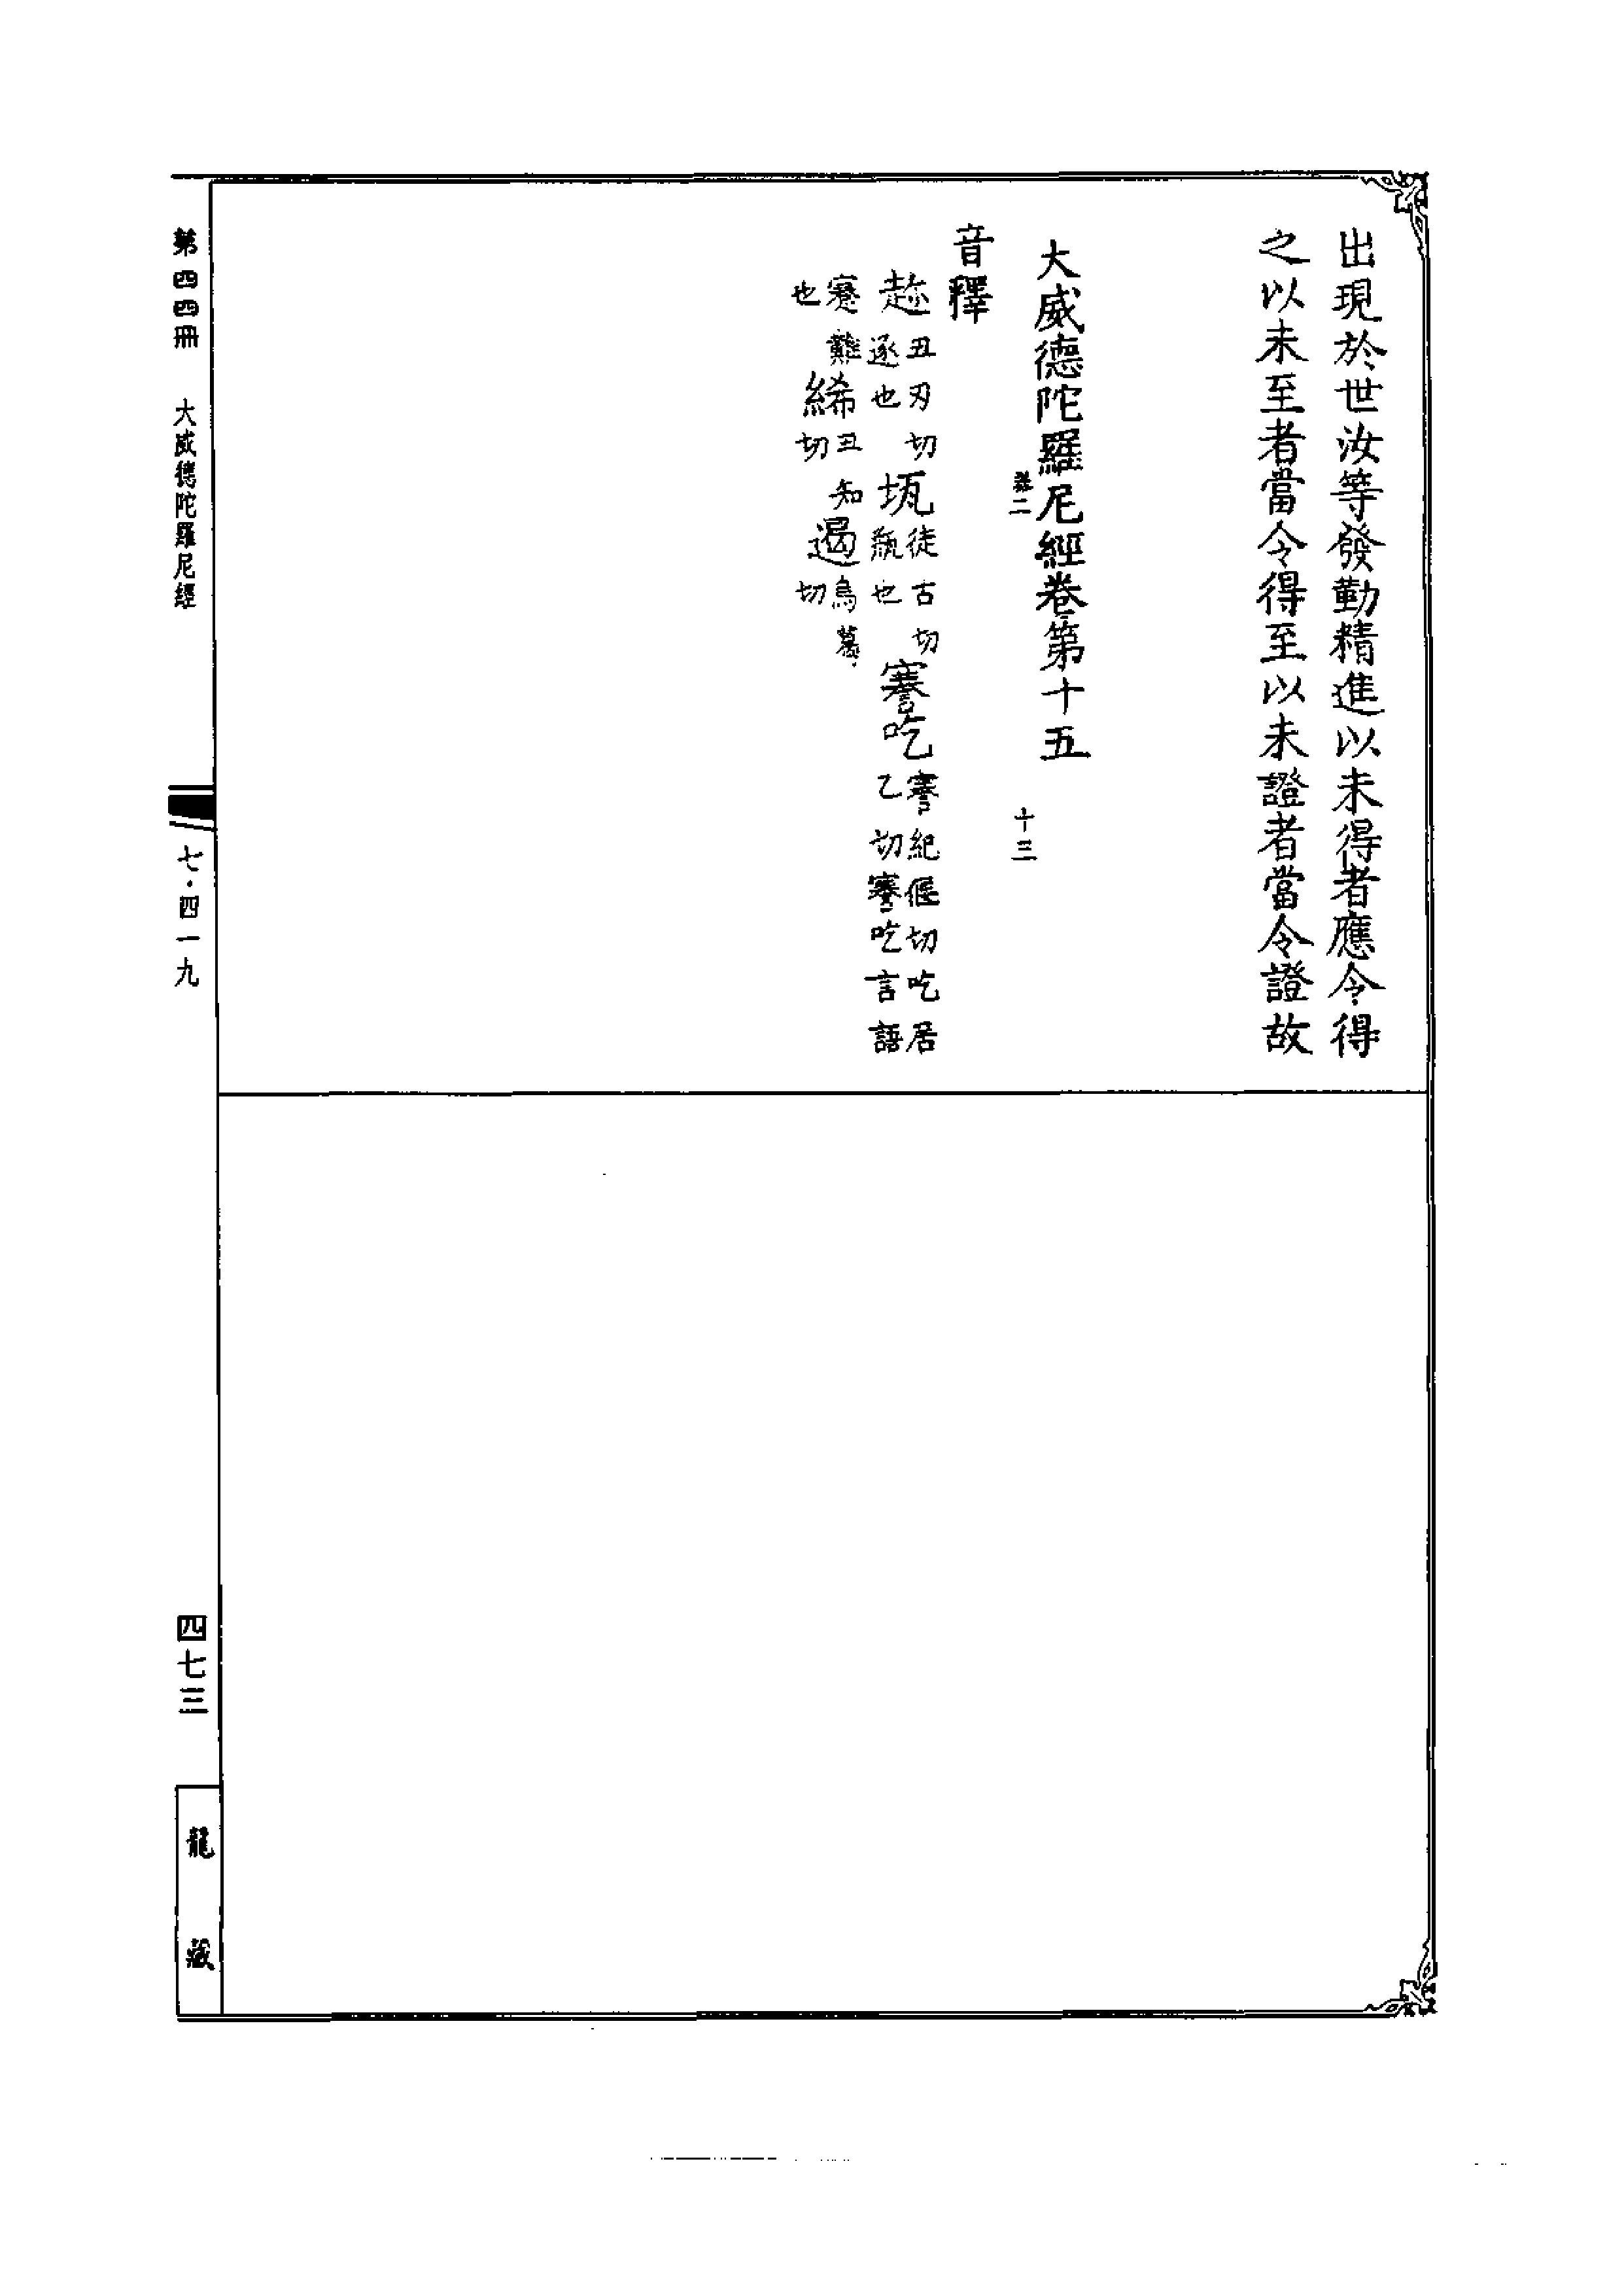 出現於世汝等發勤精進以未得者應令得
之以未至者當令得至以未證者當令證故
大威德陀羅尼經卷第十五
二
十三
音釋
趂丑刃切逐也 徒古切瓶也 謇吃謇紀偃切吃居乙切謇吃言語
蹇難也 絺丑知切 遏烏葛切
第四四冊 大威德陀羅尼經
七·四一九
四七三
龍藏